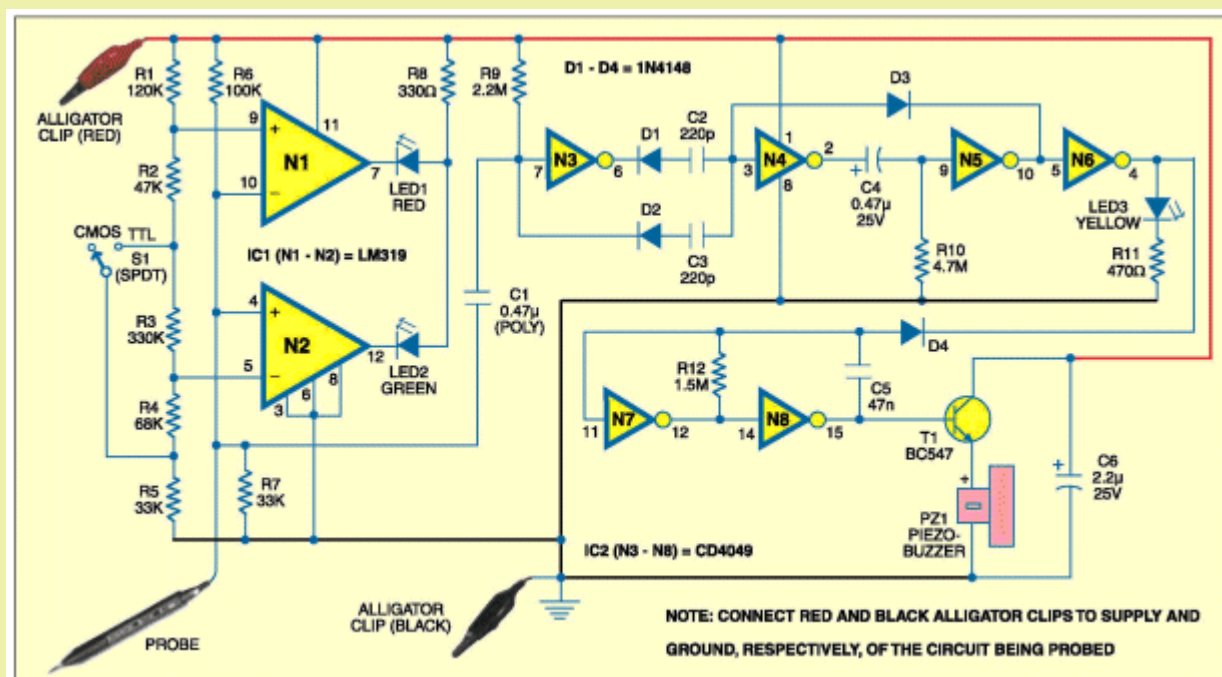 ALLIGATOR
CLIP (RED)
R1
120K
R6
100K
9
+
11
N1
7
10
−
R2
47K
LED1
RED
R8
330Ω
R9
2.2M
D1 - D4 = 1N4148
7
N3
6
D1
C2
220p
D2
C3
220p
3
N4
1
2
8
D3
+
C4
0.47µ
25V
9
N5
10
5
N6
4
LED3
YELLOW
R10
4.7M
R11
470Ω
CMOS
TTL
S1
(SPDT)
IC1 (N1 - N2) = LM319
C1
0.47µ
(POLY)
R3
330K
4
+
N2
5
−
12
3
6
8
LED2
GREEN
R4
68K
R5
33K
R7
33K
R12
1.5M
C5
47n
D4
11
N7
12
14
N8
15
T1
BC547
+
C6
2.2µ
25V
+
PZ1
PIEZO-
BUZZER
IC2 (N3 - N8) = CD4049
PROBE
ALLIGATOR
CLIP (BLACK)
NOTE: CONNECT RED AND BLACK ALLIGATOR CLIPS TO SUPPLY AND
GROUND, RESPECTIVELY, OF THE CIRCUIT BEING PROBED